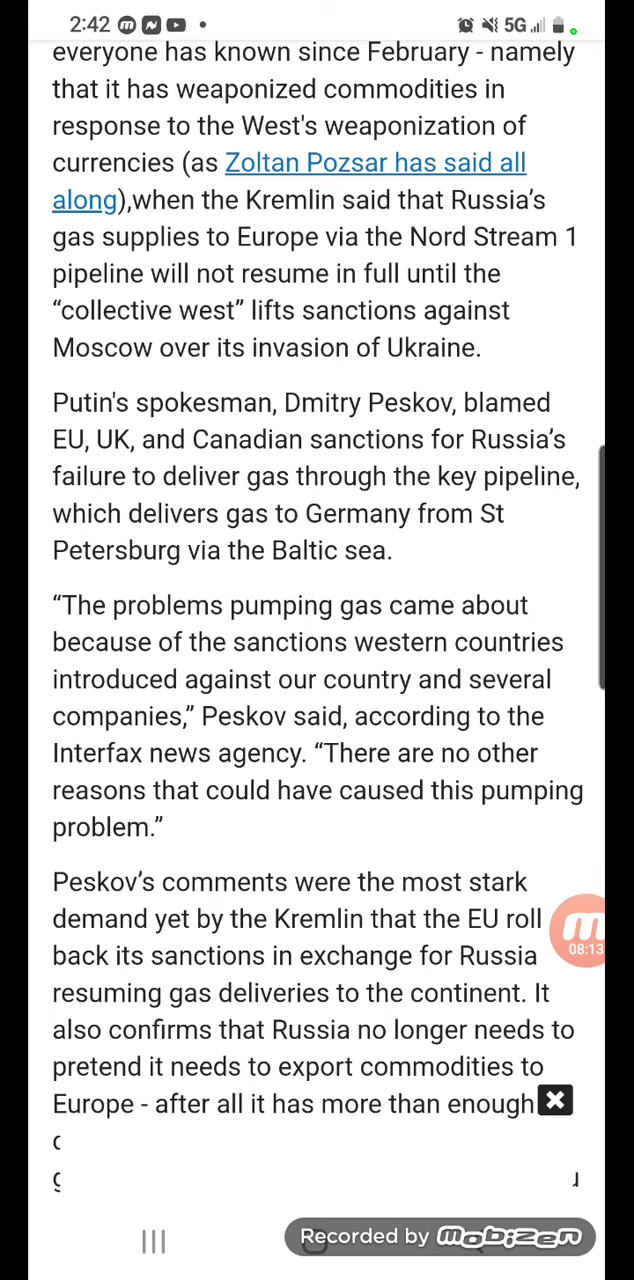 2:42
5G
everyone has known since February - namely
that it has weaponized commodities in
response to the West's weaponization of
currencies (as Zoltan Pozsar has said all
along),when the Kremlin said that Russia’s
gas supplies to Europe via the Nord Stream 1
pipeline will not resume in full until the
“collective west” lifts sanctions against
Moscow over its invasion of Ukraine.
Putin's spokesman, Dmitry Peskov, blamed
EU, UK, and Canadian sanctions for Russia’s
failure to deliver gas through the key pipeline,
which delivers gas to Germany from St
Petersburg via the Baltic sea.
“The problems pumping gas came about
because of the sanctions western countries
introduced against our country and several
companies,” Peskov said, according to the
Interfax news agency. “There are no other
reasons that could have caused this pumping
problem.”
Peskov’s comments were the most stark
demand yet by the Kremlin that the EU roll
back its sanctions in exchange for Russia
08:13
resuming gas deliveries to the continent. It
also confirms that Russia no longer needs to
pretend it needs to export commodities to
Europe - after all it has more than enough
Recorded by mobizen